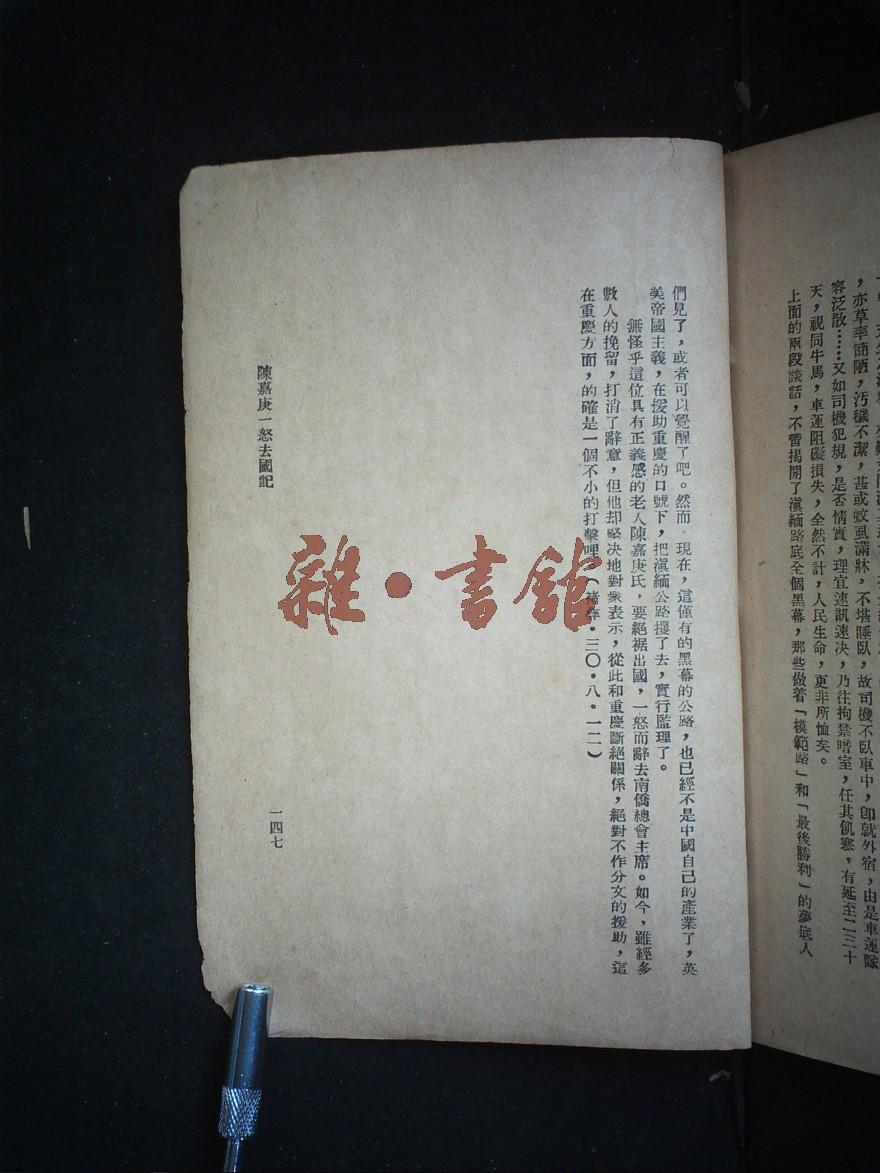 ，亦草率簡陋，汚穢不潔，甚或蚊虱滿牀，不堪睡臥，故司機不臥車中，卽就外宿，由是車運隊
容泛散……又如司機犯規，是否情實，理宜速訊速决，乃往拘禁暗室，任其飢寒，有延至二三十
天，視同牛馬，車運阻礙損失，全然不計，人民生命，更非所恤矣。
上面的兩段談話，不啻揭開了滇緬路底全個黑幕，那些做着「模範路」和「最後勝利」的夢底人
們見了，或者可以覺醒了吧。然而．現在，這僅有的黑幕的公路，也已經不是中國自己的產業了，英
美帝國主義，在援助重慶的口號下，把滇緬公路攫了去，實行監理了。
無怪乎這位具有正義感的老人陳嘉庚氏，要絕裾出國，一怒而辭去南僑總會主席。如今，雖經多
數人的挽留，打消了辭意，但他却堅決地對衆表示，從此和重慶斷絕關係，絕對不作分文的援助，這
在重慶方面，的確是一個不小的打擊哩。（．三〇．八．一二）
陳嘉庚一怒去國記
一四七
雜・書館